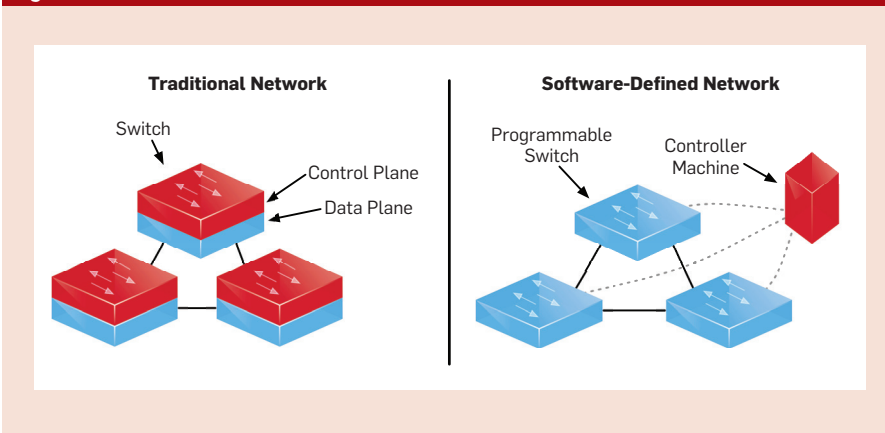 Traditional Network
Software-Defined Network
Switch
Control Plane
Data Plane
Programmable
Switch
Controller
Machine